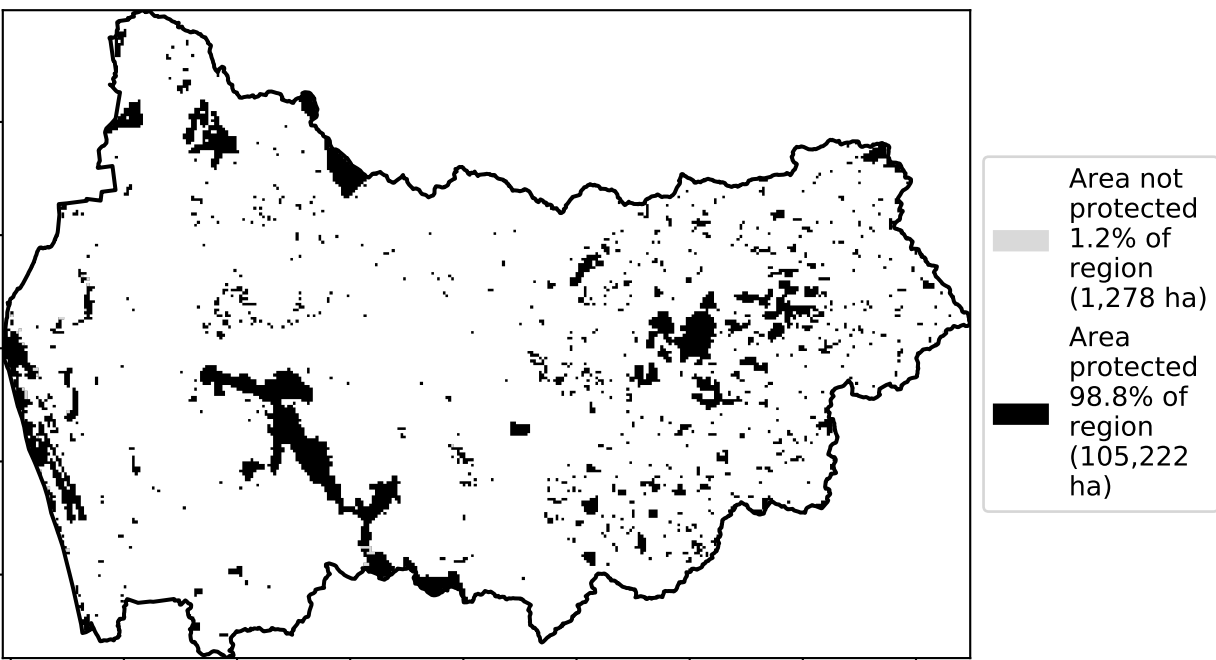 Area not
protected
1.2% of
region
(1,278 ha)
Area
protected
98.8% of
region
(105,222
ha)